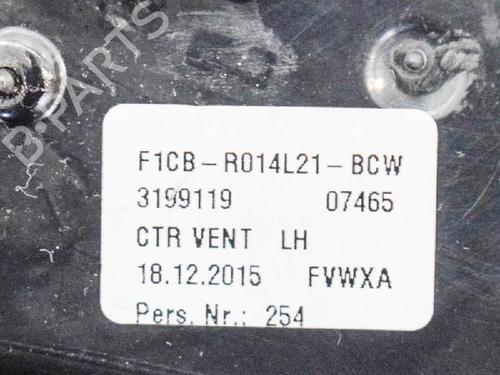 B-PARTS
F1CB-R014L21-BCW
3199119 07465
CTR VENT LH
18.12.2015 FVWXA
Pers. Nr.: 254